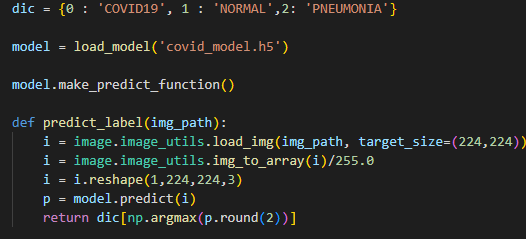 dic = {0 : 'COVID19', 1 : 'NORMAL',2: 'PNEUMONIA'}
model = load_model('covid_model.h5')
model.make_predict_function()
def predict_label(img_path):
i = image.image_utils.load_img(img_path, target_size=(224,224))
i = image.image_utils.img_to_array(i)/255.0
i = i.reshape(1,224,224,3)
p = model.predict(i)
return dic[np.argmax(p.round(2))]